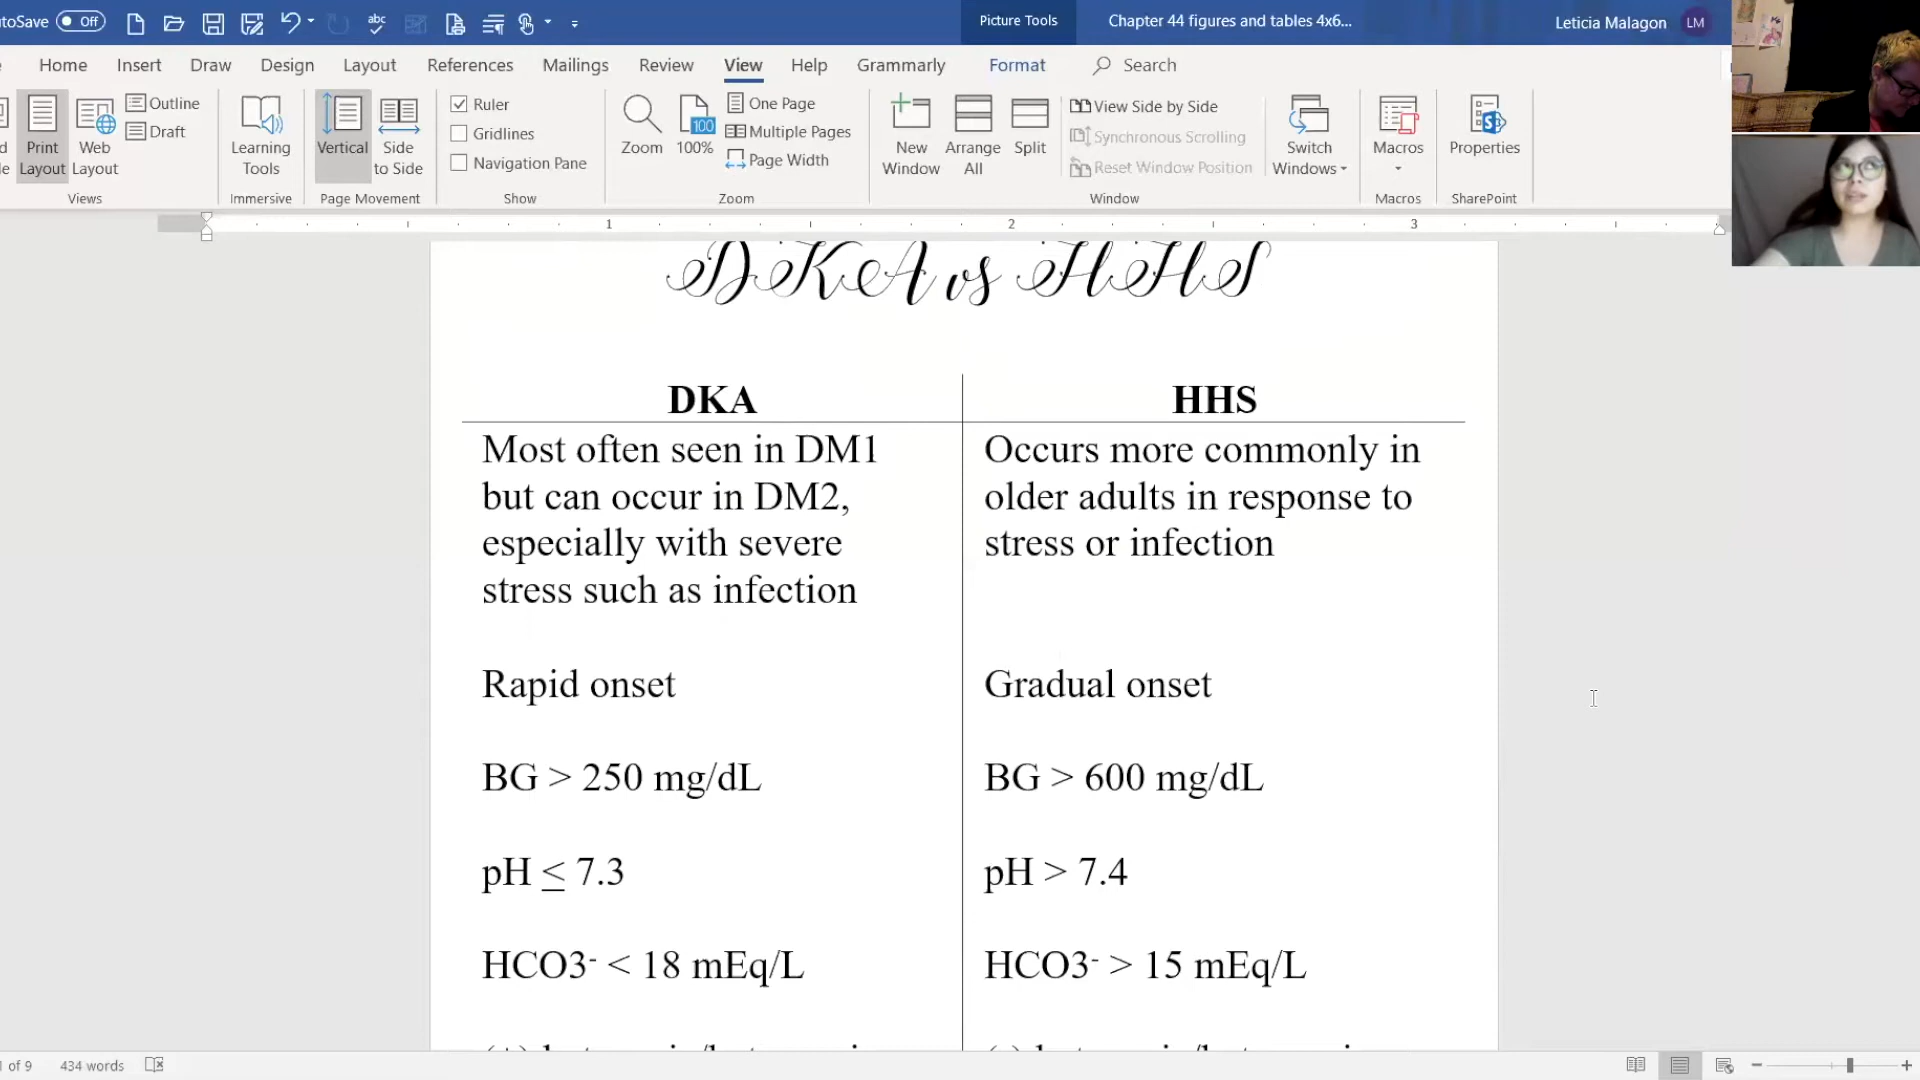 AutoSave Off
Picture Tools
Chapter 44 figures and tables 4x6...
Leticia Malagon LM
Home Insert Draw Design Layout References Mailings Review View Help Grammarly Format Search
Print Layout
Web Layout
Outline
Draft
Views
Learning Tools
Immersive
Vertical
Side to Side
Page Movement
Ruler
Gridlines
Navigation Pane
Show
Zoom
100
100%
One Page
Multiple Pages
Page Width
Zoom
New Window
Arrange All
Split
View Side by Side
Synchronous Scrolling
Reset Window Position
Window
Switch Windows
Macros
Macros
Properties
SharePoint
1 2 3
DKA vs HHS
DKA
Most often seen in DM1
but can occur in DM2,
especially with severe
stress such as infection
Rapid onset
BG > 250 mg/dL
pH ≤ 7.3
HCO3- < 18 mEq/L
HHS
Occurs more commonly in
older adults in response to
stress or infection
Gradual onset
BG > 600 mg/dL
pH > 7.4
HCO3- > 15 mEq/L
of 9 434 words